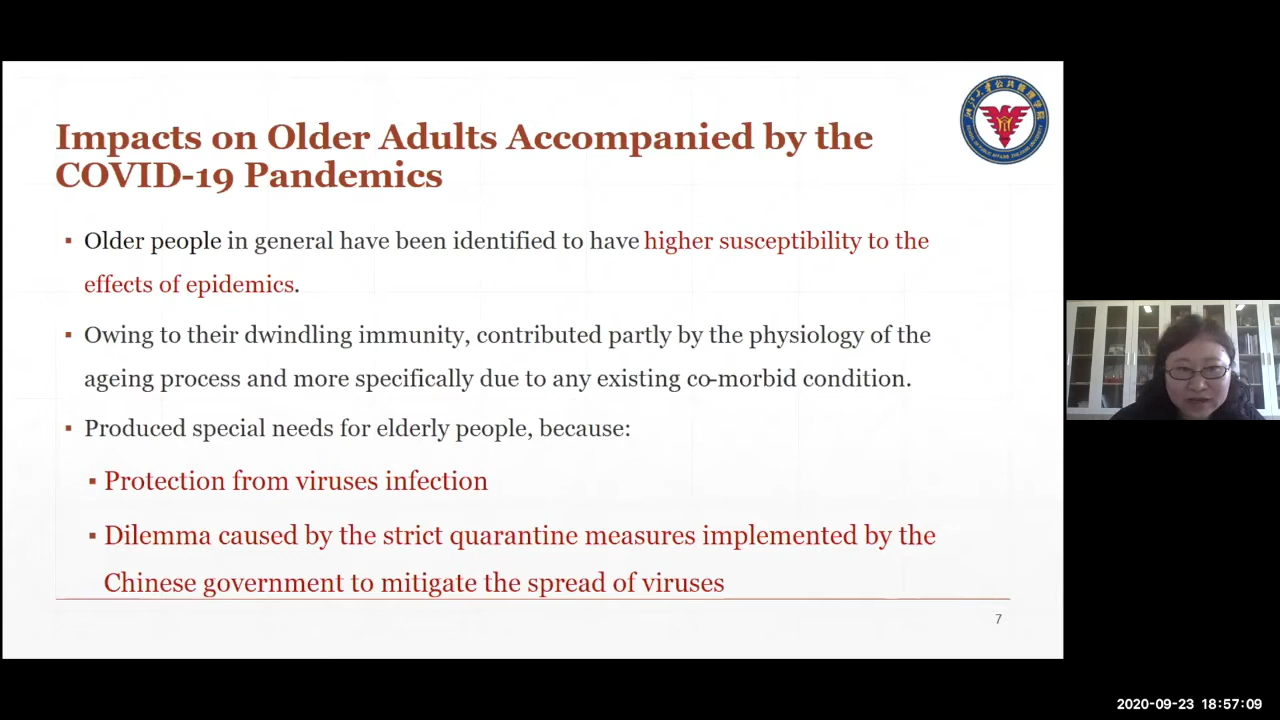 Impacts on Older Adults Accompanied by the
COVID-19 Pandemics
▪ Older people in general have been identified to have higher susceptibility to the
effects of epidemics.
▪ Owing to their dwindling immunity, contributed partly by the physiology of the
ageing process and more specifically due to any existing co-morbid condition.
▪ Produced special needs for elderly people, because:
▪ Protection from viruses infection
▪ Dilemma caused by the strict quarantine measures implemented by the
Chinese government to mitigate the spread of viruses
7
2020-09-23 18:57:09